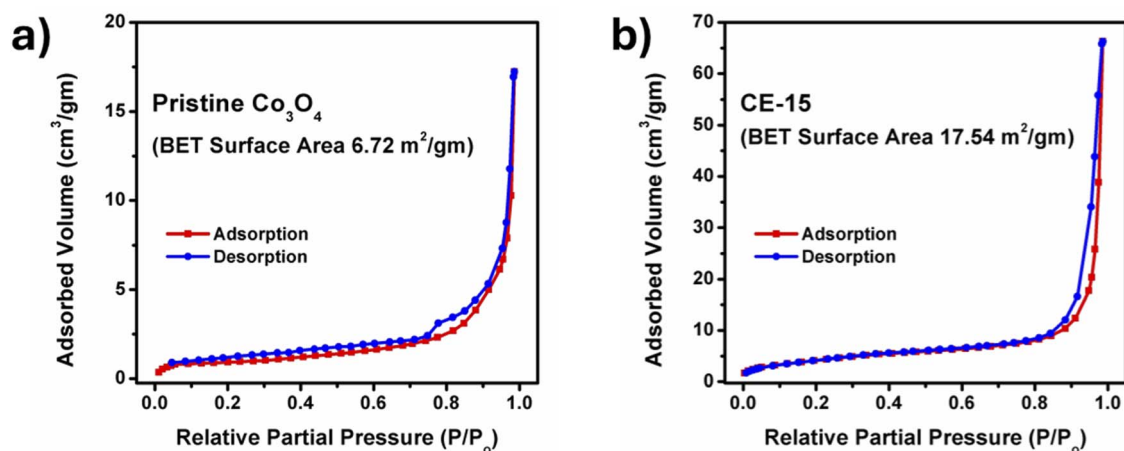 a)
Adsorbed Volume (cm³/gm)
20
15
10
5
0
Pristine Co₃O₄
(BET Surface Area 6.72 m²/gm)
Adsorption
Desorption
0.0 0.2 0.4 0.6 0.8 1.0
Relative Partial Pressure (P/Pₒ)
b)
Adsorbed Volume (cm³/gm)
70
60
50
40
30
20
10
0
CE-15
(BET Surface Area 17.54 m²/gm)
Adsorption
Desorption
0.0 0.2 0.4 0.6 0.8 1.0
Relative Partial Pressure (P/Pₒ)